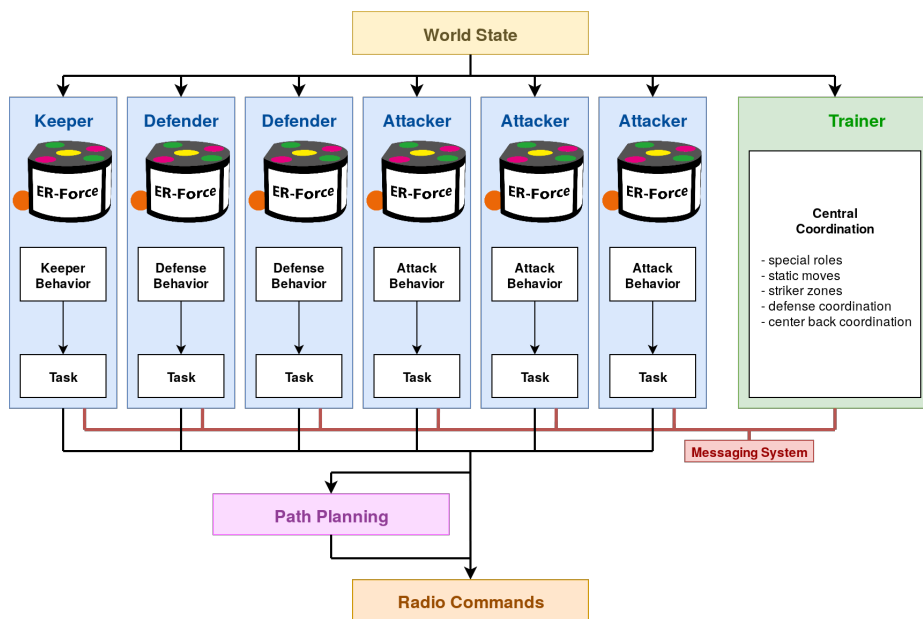 World State
Keeper
Defender
Defender
Attacker
Attacker
Attacker
Trainer
ER-Force
ER-Force
ER-Force
ER-Force
ER-Force
ER-Force
Central
Coordination
- special roles
- static moves
- striker zones
- defense coordination
- center back coordination
Keeper
Behavior
Defense
Behavior
Defense
Behavior
Attack
Behavior
Attack
Behavior
Attack
Behavior
Task
Task
Task
Task
Task
Task
Messaging System
Path Planning
Radio Commands